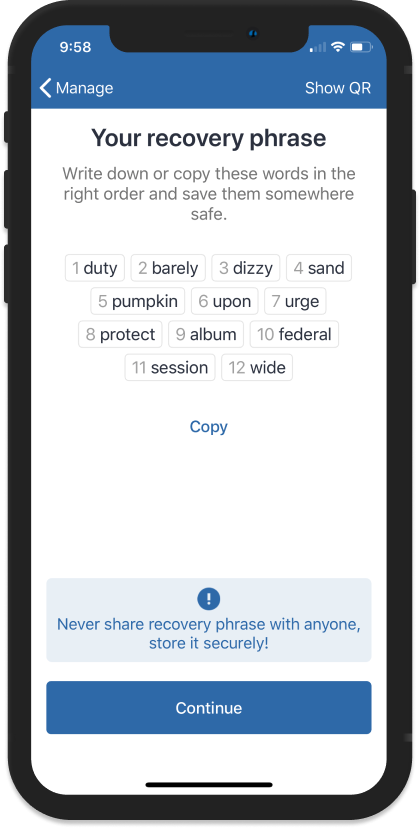 9:58
Manage Show QR
Your recovery phrase
Write down or copy these words in the
right order and save them somewhere
safe.
1 duty 2 barely 3 dizzy 4 sand
5 pumpkin 6 upon 7 urge
8 protect 9 album 10 federal
11 session 12 wide
Copy
Never share recovery phrase with anyone,
store it securely!
Continue